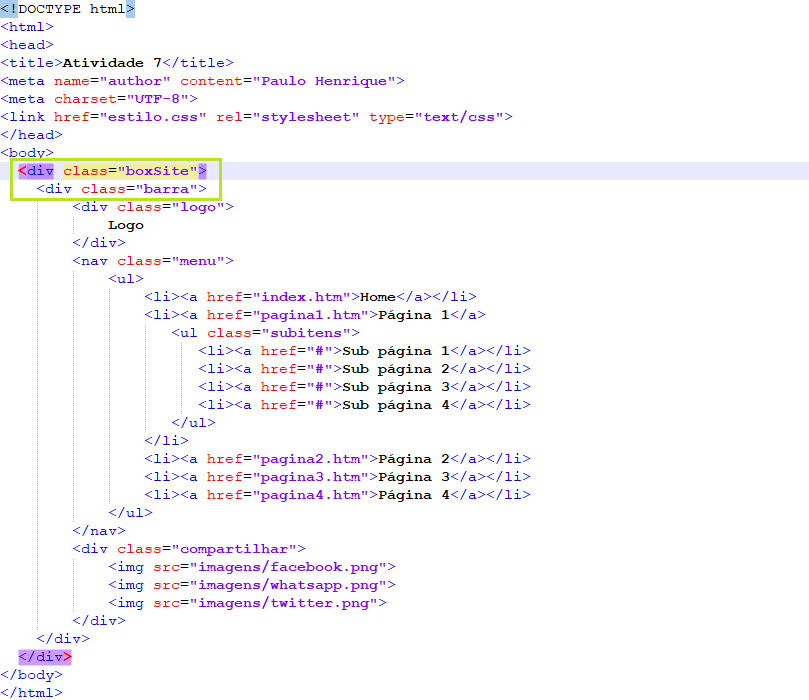 <!DOCTYPE html>
<html>
<head>
<title>Atividade 7</title>
<meta name="author" content="Paulo Henrique">
<meta charset="UTF-8">
<link href="estilo.css" rel="stylesheet" type="text/css">
</head>
<body>
<div class="boxSite">
<div class="barra">
<div class="logo">
Logo
</div>
<nav class="menu">
<ul>
<li><a href="index.htm">Home</a></li>
<li><a href="pagina1.htm">Página 1</a>
<ul class="subitens">
<li><a href="#">Sub página 1</a></li>
<li><a href="#">Sub página 2</a></li>
<li><a href="#">Sub página 3</a></li>
<li><a href="#">Sub página 4</a></li>
</ul>
</li>
<li><a href="pagina2.htm">Página 2</a></li>
<li><a href="pagina3.htm">Página 3</a></li>
<li><a href="pagina4.htm">Página 4</a></li>
</ul>
</nav>
<div class="compartilhar">
<img src="imagens/facebook.png">
<img src="imagens/whatsapp.png">
<img src="imagens/twitter.png">
</div>
</div>
</div>
</body>
</html>